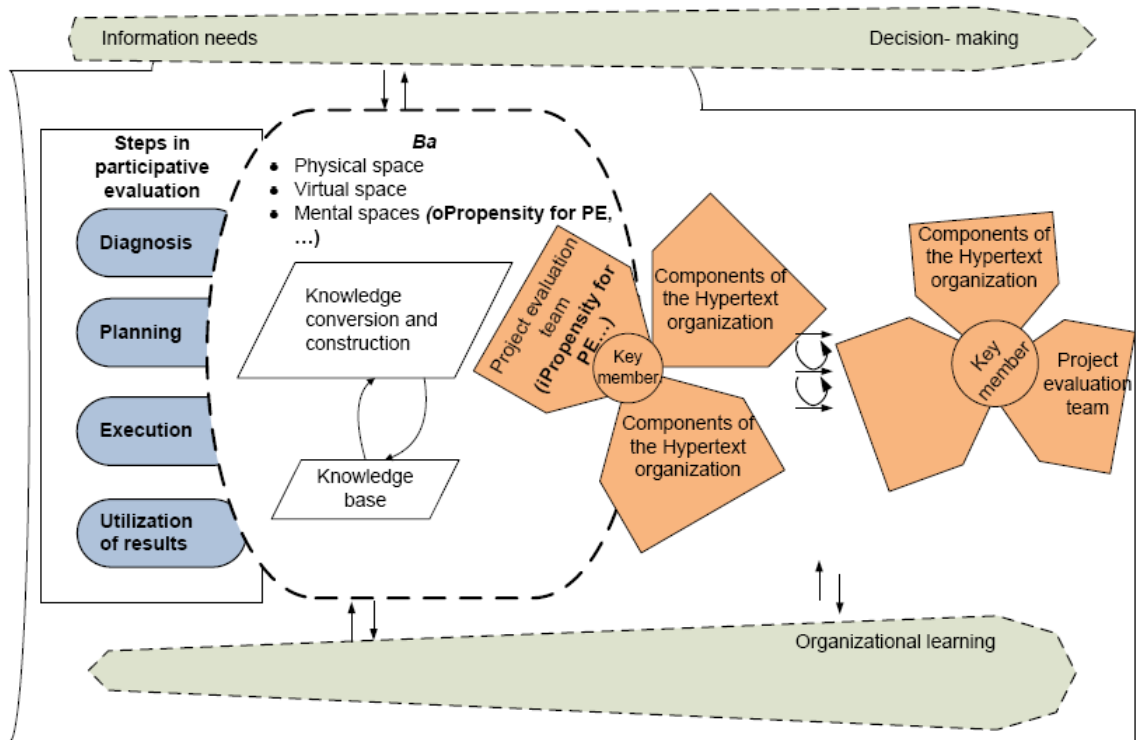 Information needs
Decision- making
Steps in
participative
evaluation
Diagnosis
Planning
Execution
Utilization
of results
Ba
● Physical space
● Virtual space
● Mental spaces (oPropensity for PE,
…)
Knowledge
conversion and
construction
Knowledge
base
Project evaluation
team
(iPropensity for
PE...)
Key
member
Components of
the Hypertext
organization
Components of
the Hypertext
organization
Components of
the Hypertext
organization
Key
member
Project
evaluation
team
Organizational learning